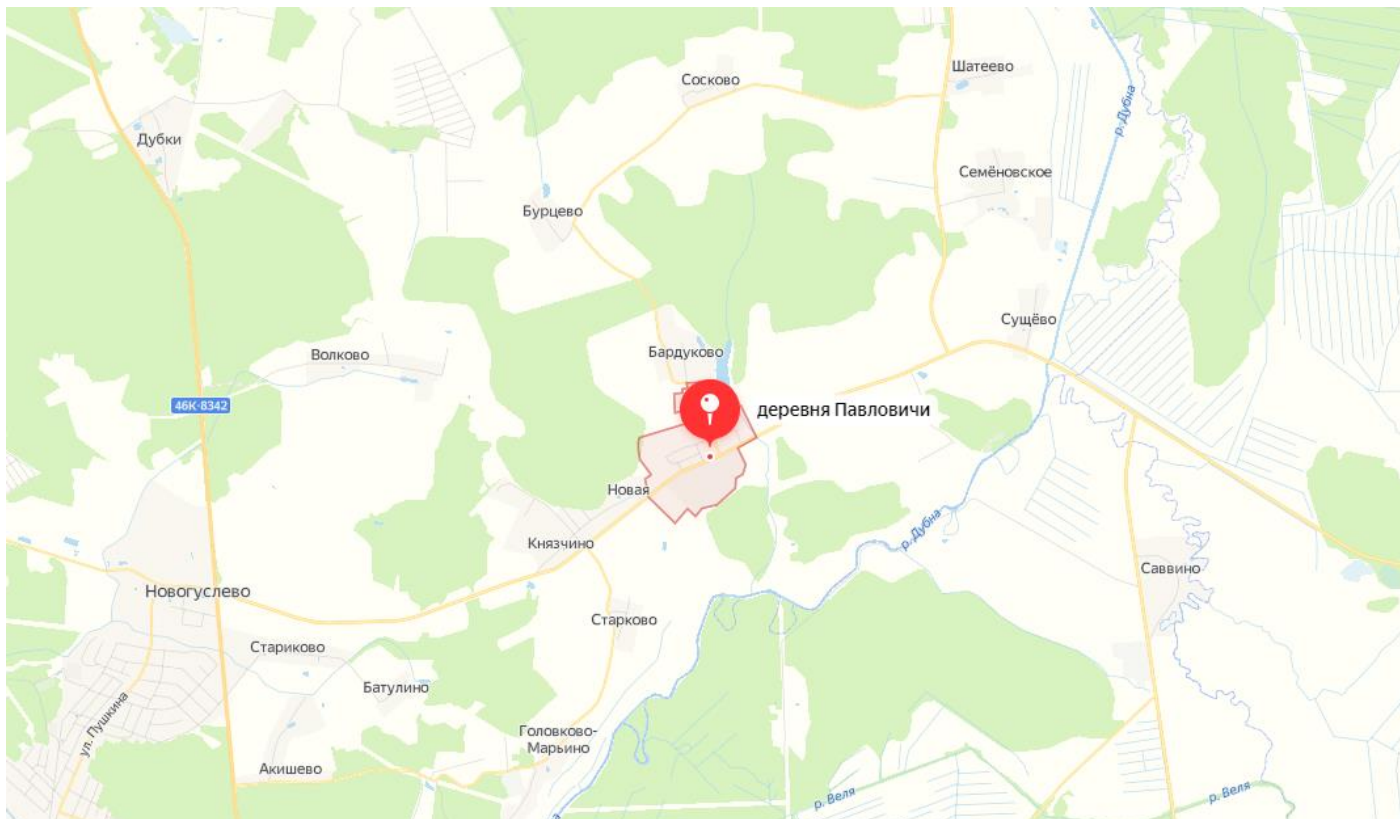 Шатеево
Сосково
р. Дубна
Дубки
Семёновское
Бурцево
Сущёво
Бардуково
Волково
46К-8342
деревня Павловичи
Новая
р. Дубна
Князчино
Саввино
Новогуслево
Старково
Стариково
Батулино
ул. Пушкина
Головково-
Марьино
Акишево
р. Веля
р. Веля